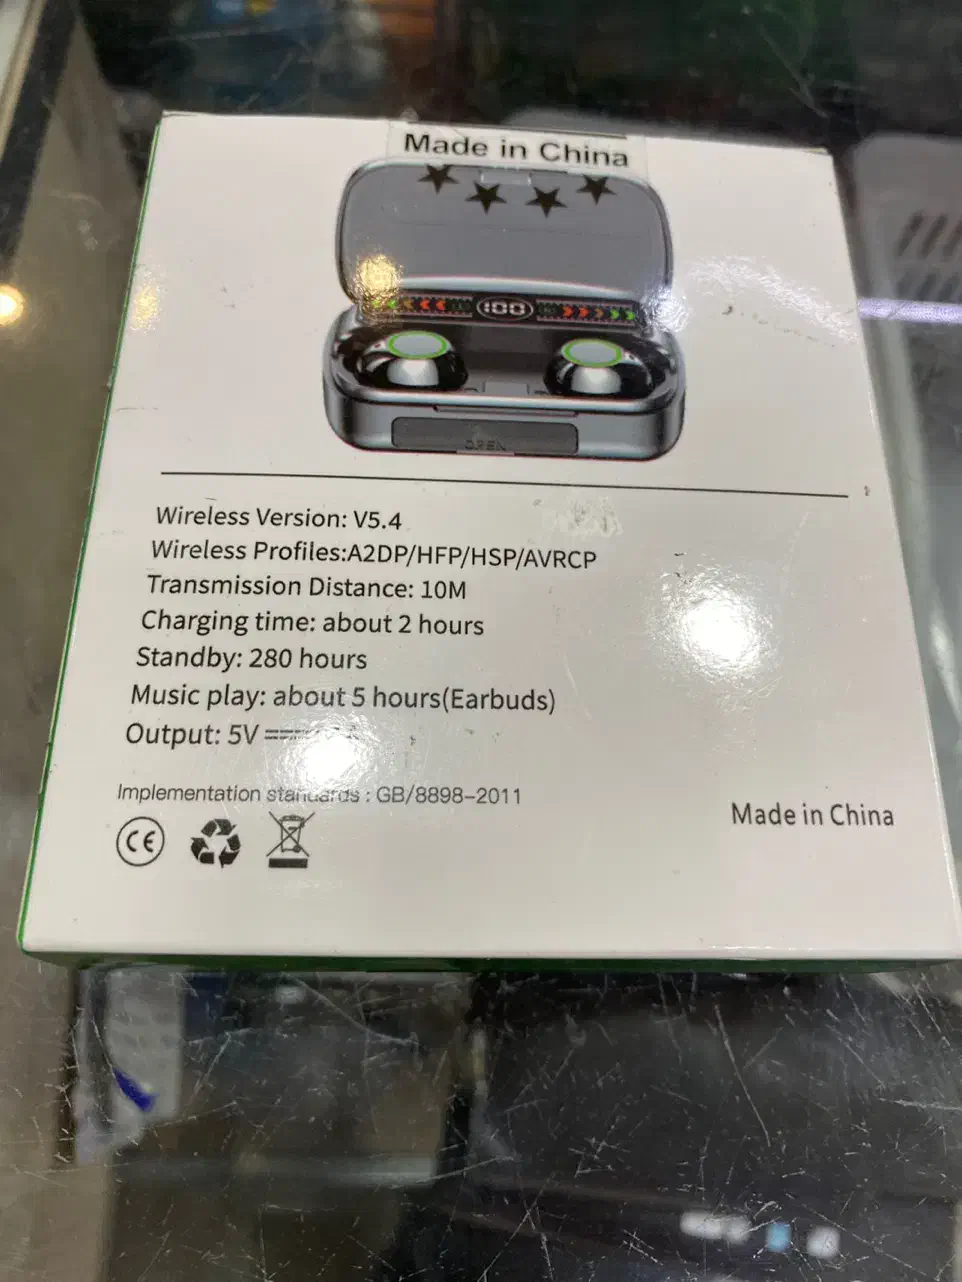 Made in China
100
OPEN
Wireless Version: V5.4
Wireless Profiles:A2DP/HFP/HSP/AVRCP
Transmission Distance: 10M
Charging time: about 2 hours
Standby: 280 hours
Music play: about 5 hours(Earbuds)
Output: 5V
Implementation standards : GB/8898-2011
CE
Made in China